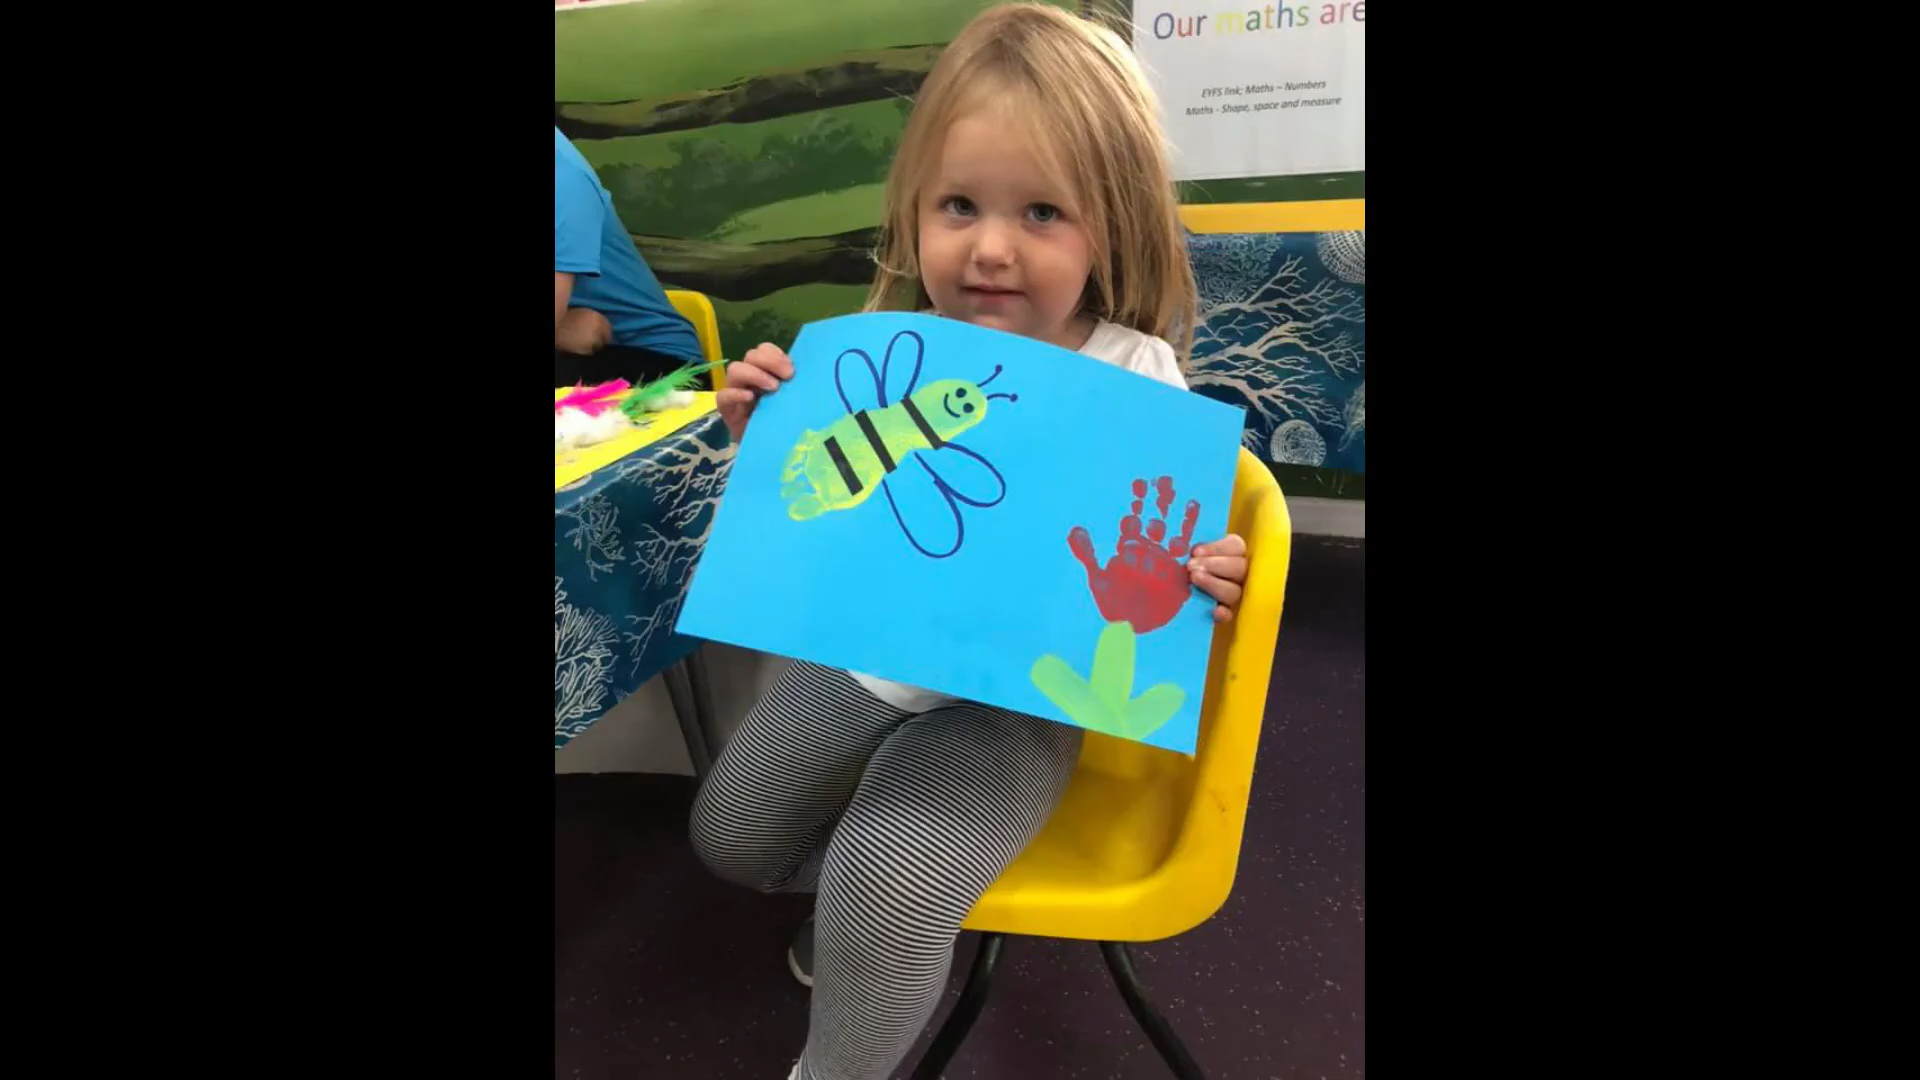 Our maths are
EYFS link; Maths – Numbers
Maths - Shape, space and measure